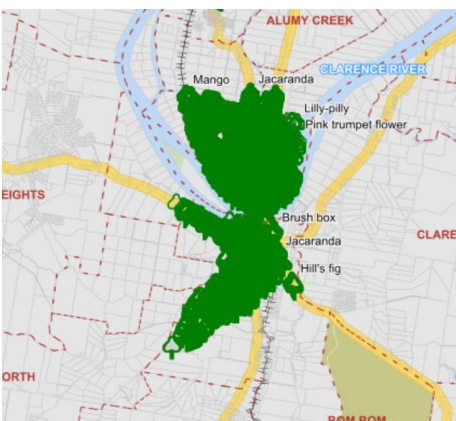 ALUMY CREEK
CLARENCE RIVER
Mango
Jacaranda
Lilly-pilly
Pink trumpet flower
EIGHTS
Brush box
CLARE
Jacaranda
Hill's fig
ORTH
BOM BOM